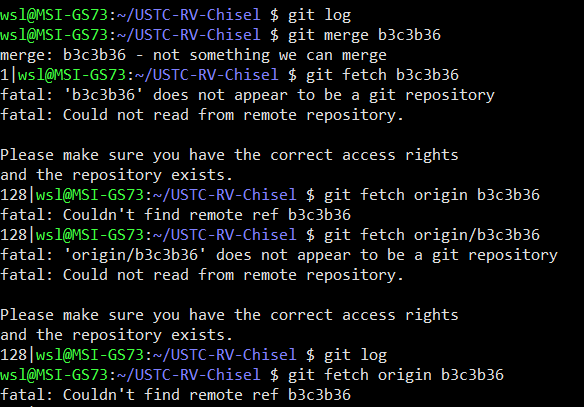 wsl@MSI-GS73:~/USTC-RV-Chisel $ git log
wsl@MSI-GS73:~/USTC-RV-Chisel $ git merge b3c3b36
merge: b3c3b36 - not something we can merge
1|wsl@MSI-GS73:~/USTC-RV-Chisel $ git fetch b3c3b36
fatal: 'b3c3b36' does not appear to be a git repository
fatal: Could not read from remote repository.

Please make sure you have the correct access rights
and the repository exists.
128|wsl@MSI-GS73:~/USTC-RV-Chisel $ git fetch origin b3c3b36
fatal: Couldn't find remote ref b3c3b36
128|wsl@MSI-GS73:~/USTC-RV-Chisel $ git fetch origin/b3c3b36
fatal: 'origin/b3c3b36' does not appear to be a git repository
fatal: Could not read from remote repository.

Please make sure you have the correct access rights
and the repository exists.
128|wsl@MSI-GS73:~/USTC-RV-Chisel $ git log
wsl@MSI-GS73:~/USTC-RV-Chisel $ git fetch origin b3c3b36
fatal: Couldn't find remote ref b3c3b36